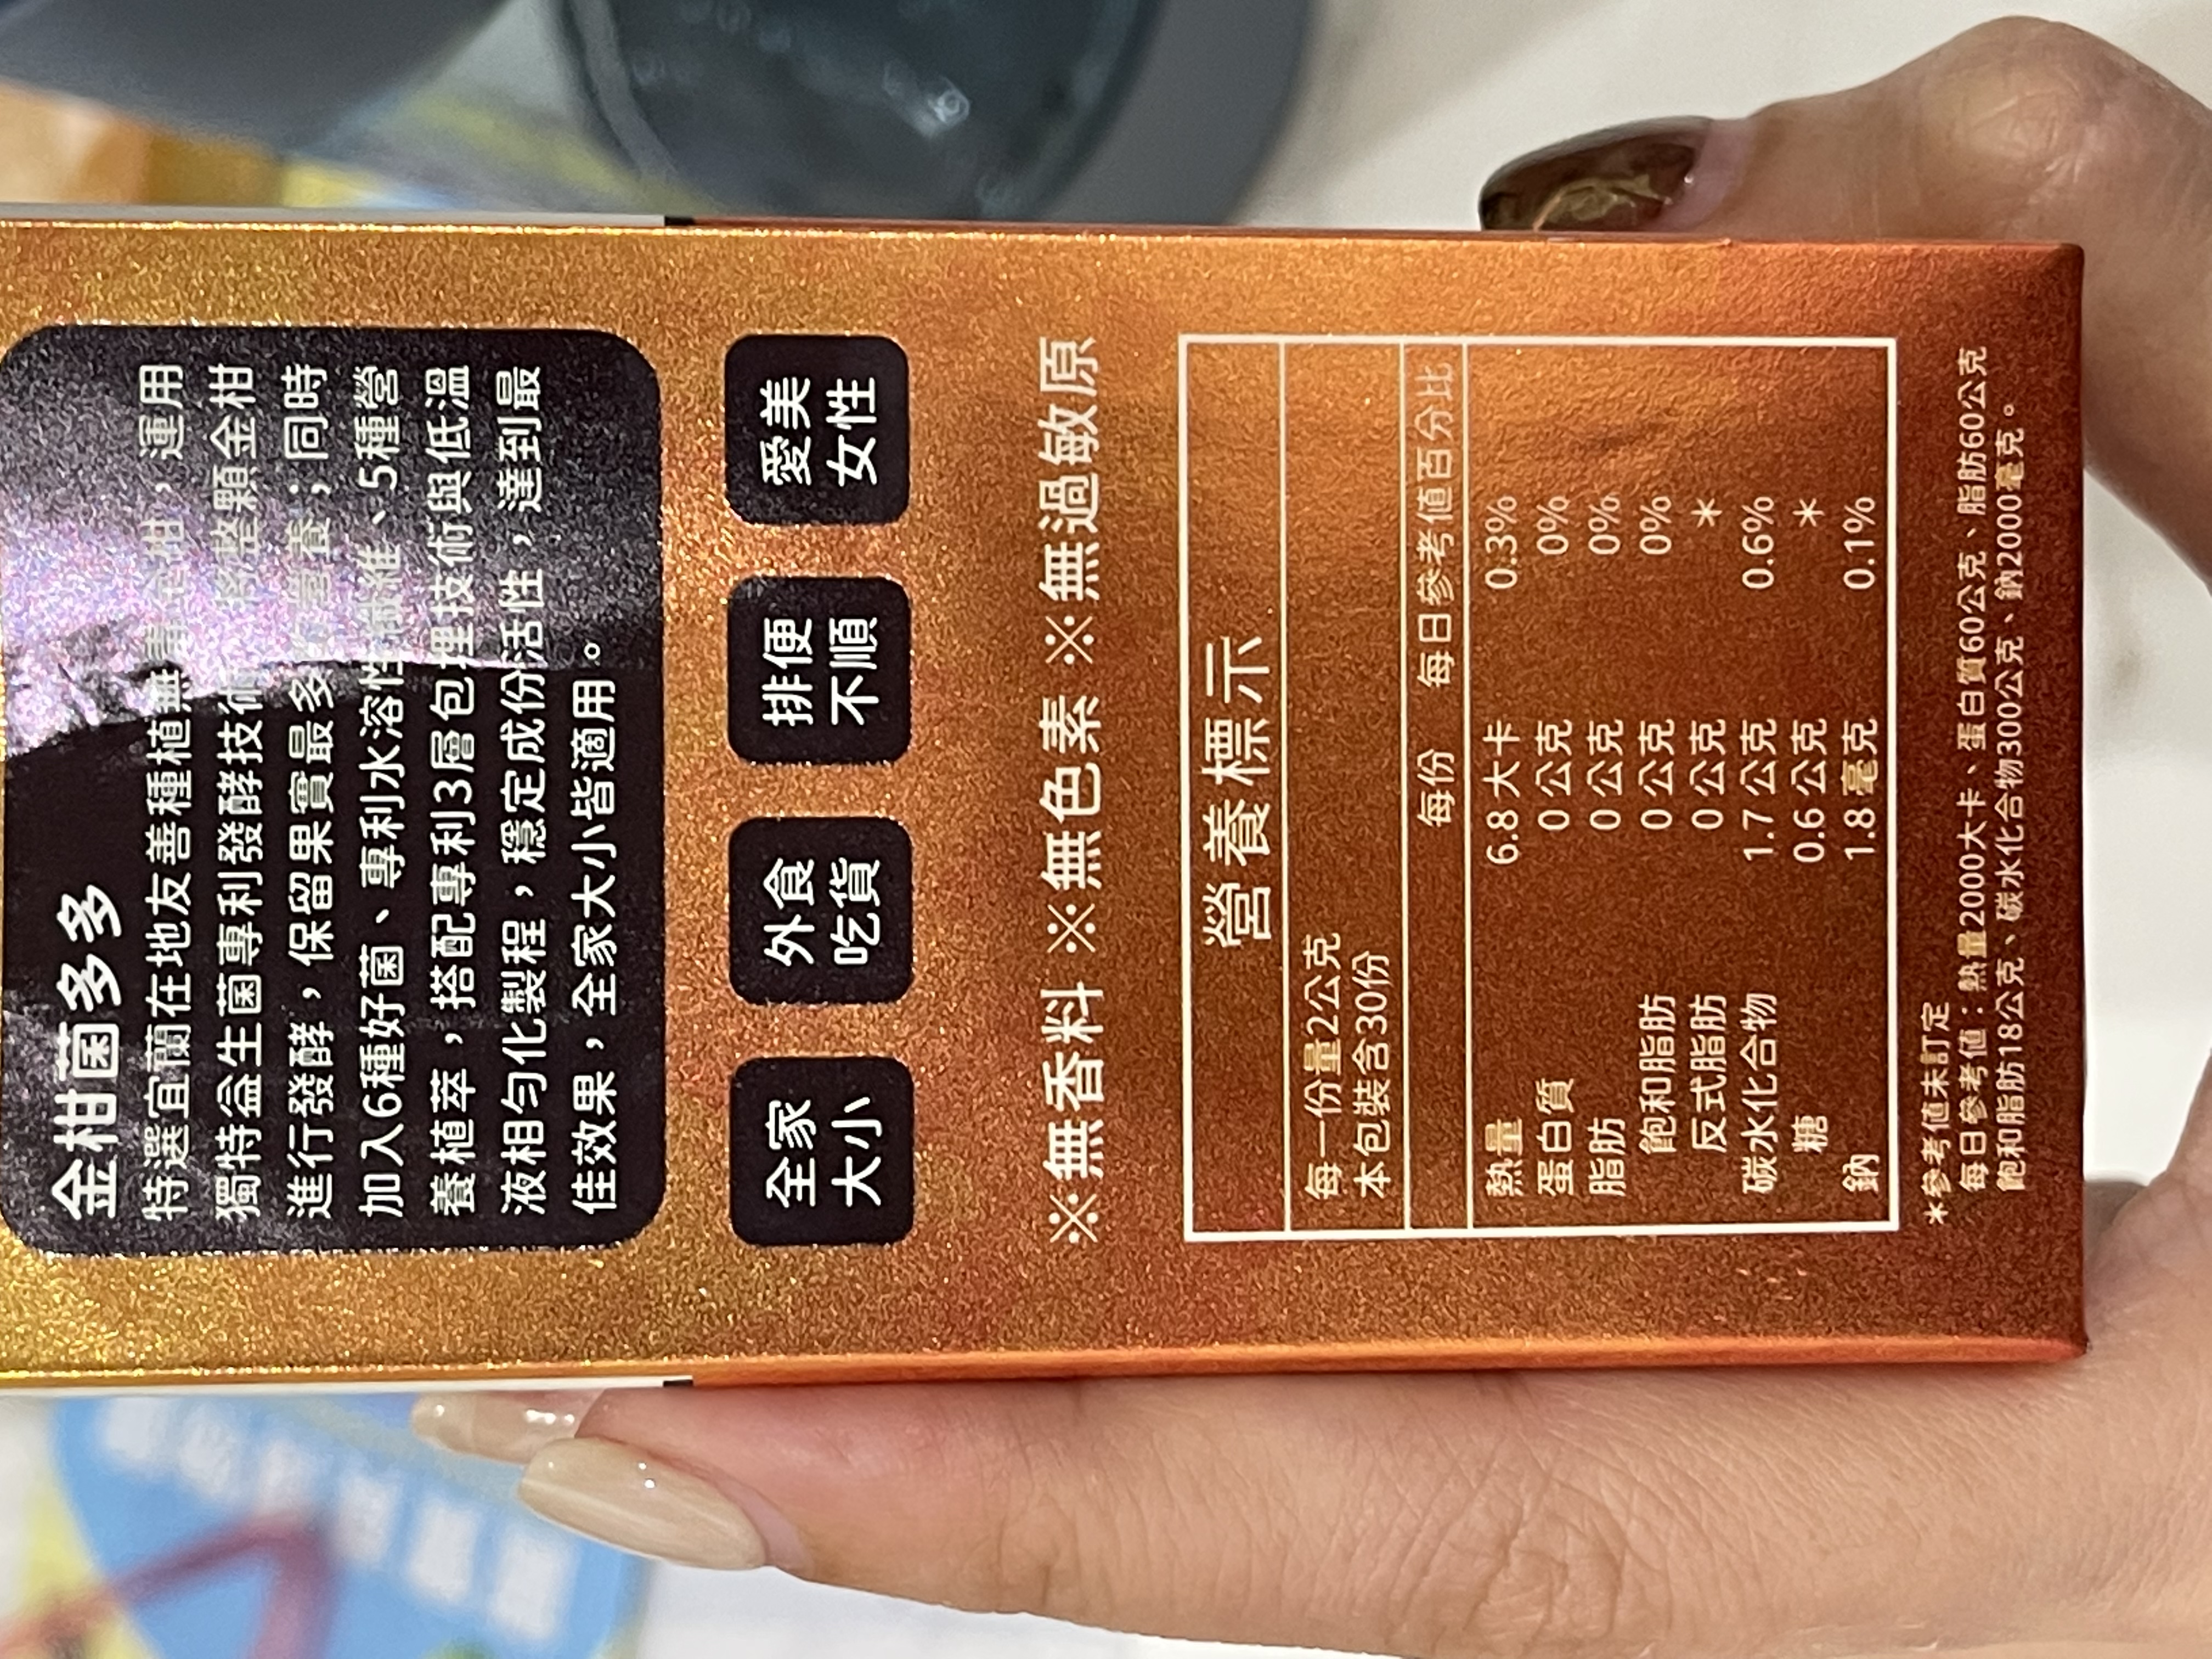 金柑菌多多
特選宜蘭在地友善種植無毒金柑，運用
獨特益生菌專利發酵技術，將整顆金柑
進行發酵，保留果實最多營養；同時
加入6種好菌、專利水溶性纖維、5種營
養植萃，搭配專利3層包埋技術與低溫
液相勻化製程，穩定成份活性，達到最
佳效果，全家大小皆適用。
全家
大小
外食
吃貨
排便
不順
愛美
女性
※無香料 ※無色素 ※無過敏原
營養標示
每一份量2公克
本包裝含30份
每份 每日參考值百分比
熱量 6.8大卡 0.3%
蛋白質 0公克 0%
脂肪 0公克 0%
飽和脂肪 0公克 0%
反式脂肪 0公克 *
碳水化合物 1.7公克 0.6%
糖 0.6公克 *
鈉 1.8毫克 0.1%
*參考值未訂定
每日參考值：熱量2000大卡、蛋白質60公克、脂肪60公克
飽和脂肪18公克、碳水化合物300公克、鈉2000毫克。